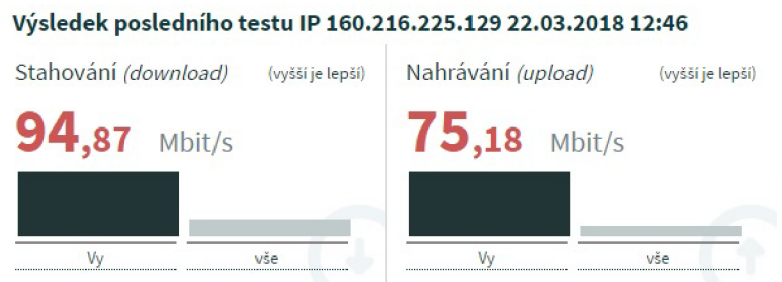 Výsledek posledního testu IP 160.216.225.129 22.03.2018 12:46
Stahování (download) (vyšší je lepší)
94,87 Mbit/s
Vy vše
Nahrávání (upload) (vyšší je lepší)
75,18 Mbit/s
Vy vše